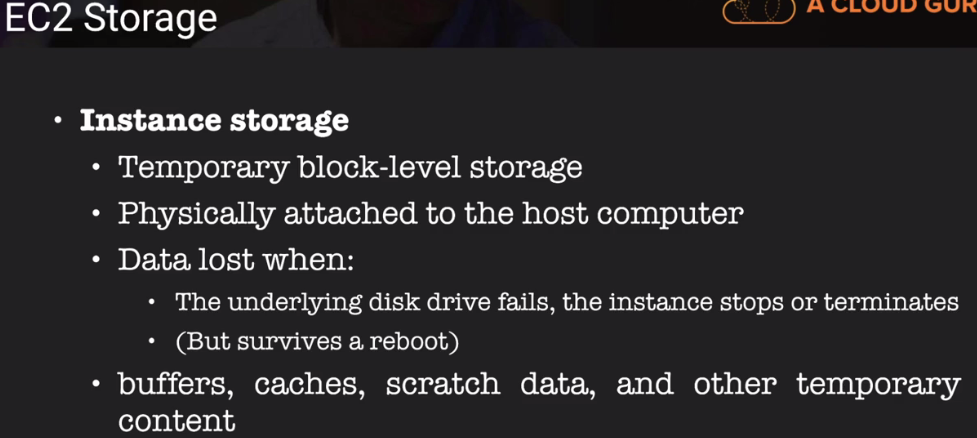 EC2 Storage
A CLOUD
• Instance storage
• Temporary block-level storage
• Physically attached to the host computer
• Data lost when:
• The underlying disk drive fails, the instance stops or terminates
• (But survives a reboot)
• buffers, caches, scratch data, and other temporary
content